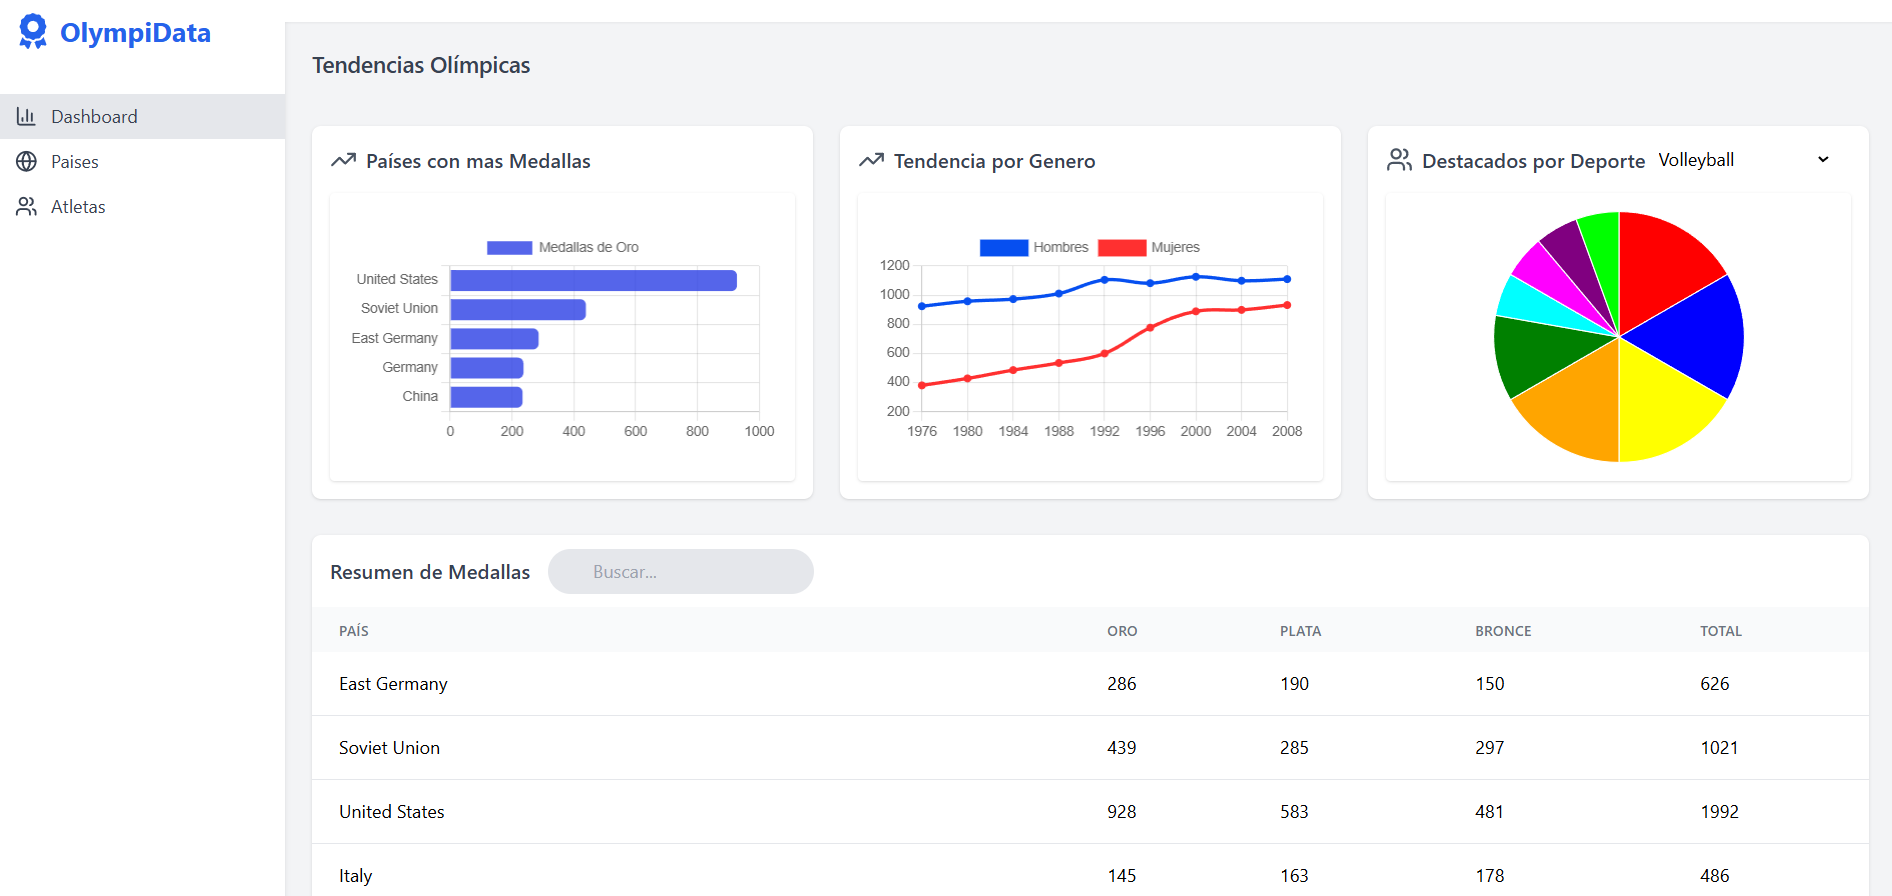 OlympiData
Dashboard
Paises
Atletas
Tendencias Olímpicas
Países con mas Medallas
Medallas de Oro
United States
Soviet Union
East Germany
Germany
China
0 200 400 600 800 1000
Tendencia por Genero
Hombres Mujeres
1200
1000
800
600
400
200
1976 1980 1984 1988 1992 1996 2000 2004 2008
Destacados por Deporte Volleyball
Resumen de Medallas Buscar...
PAÍS ORO PLATA BRONCE TOTAL
East Germany 286 190 150 626
Soviet Union 439 285 297 1021
United States 928 583 481 1992
Italy 145 163 178 486